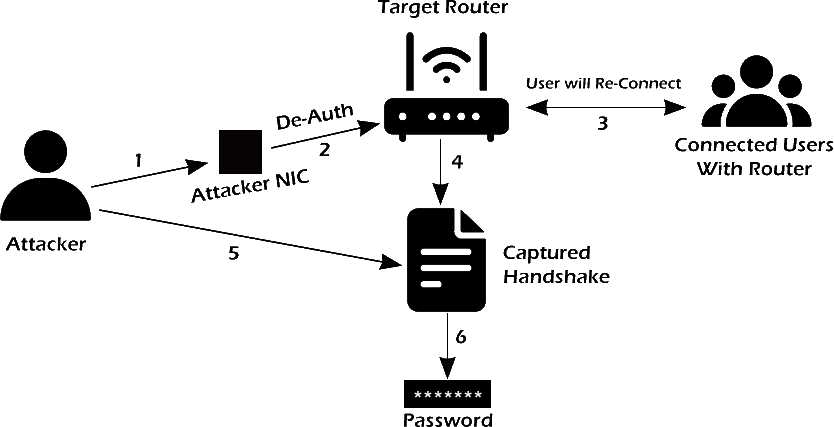 Target Router
User will Re-Connect
3
Connected Users
With Router
De-Auth
2
1
Attacker NIC
Attacker
4
5
Captured
Handshake
6
*******
Password